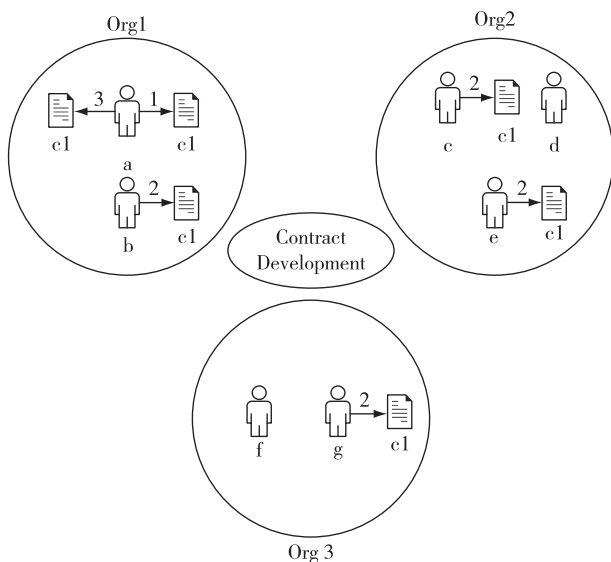 Org1
Org2
3 1
c1 c1
a
2
c1
b
2
c
c1
d
2
e
c1
Contract
Development
2
f
g
c1
Org 3